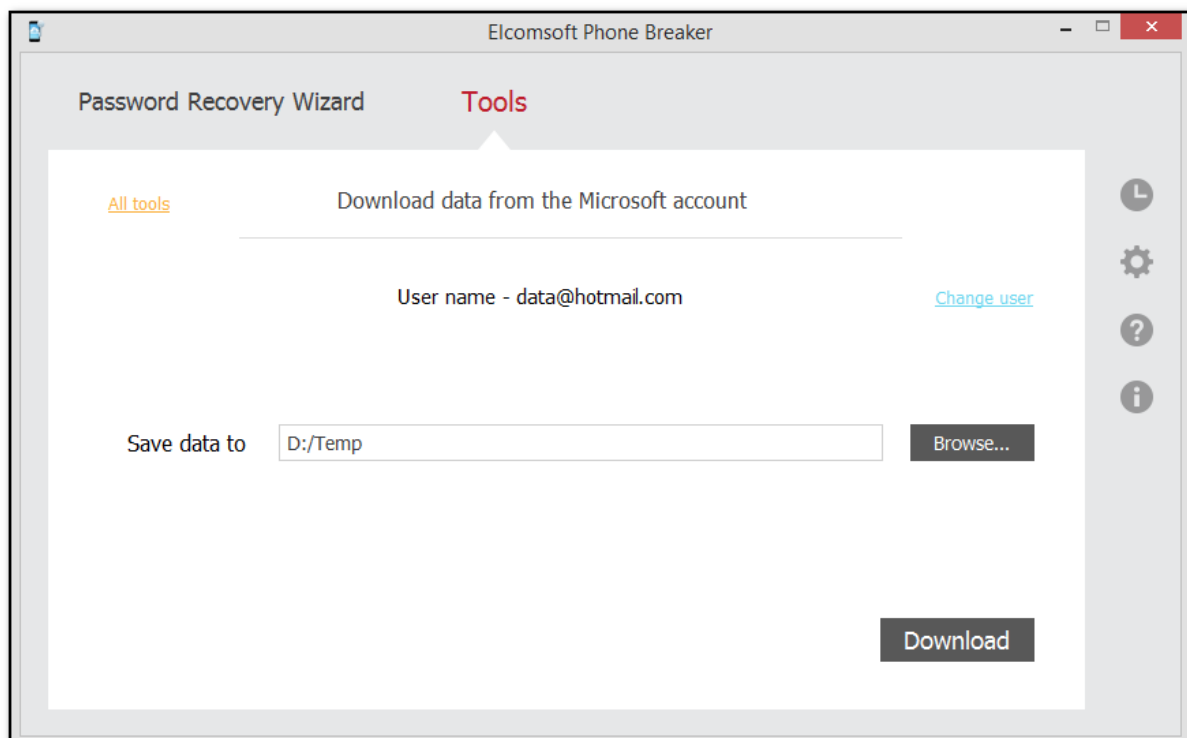 Elcomsoft Phone Breaker
Password Recovery Wizard Tools
All tools Download data from the Microsoft account
User name - data@hotmail.com Change user
Save data to D:/Temp Browse...
Download